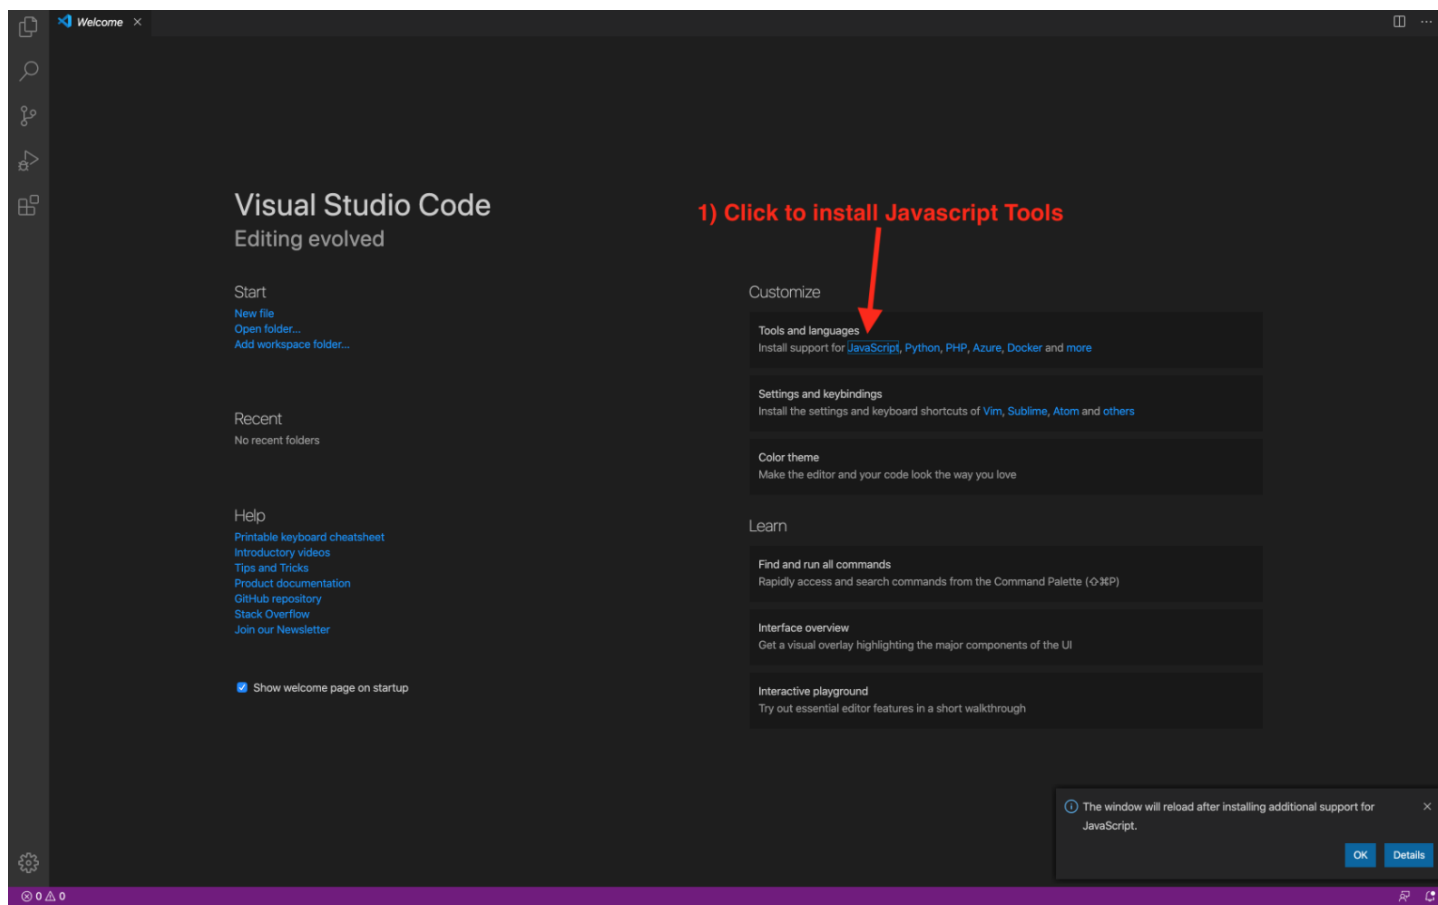 Welcome
Visual Studio Code
Editing evolved
Start
New file
Open folder...
Add workspace folder...
Recent
No recent folders
Help
Printable keyboard cheatsheet
Introductory videos
Tips and Tricks
Product documentation
GitHub repository
Stack Overflow
Join our Newsletter
Show welcome page on startup
1) Click to install Javascript Tools
Customize
Tools and languages
Install support for JavaScript, Python, PHP, Azure, Docker and more
Settings and keybindings
Install the settings and keyboard shortcuts of Vim, Sublime, Atom and others
Color theme
Make the editor and your code look the way you love
Learn
Find and run all commands
Rapidly access and search commands from the Command Palette (⇧⌘P)
Interface overview
Get a visual overlay highlighting the major components of the UI
Interactive playground
Try out essential editor features in a short walkthrough
The window will reload after installing additional support for
JavaScript.
OK Details
0 0